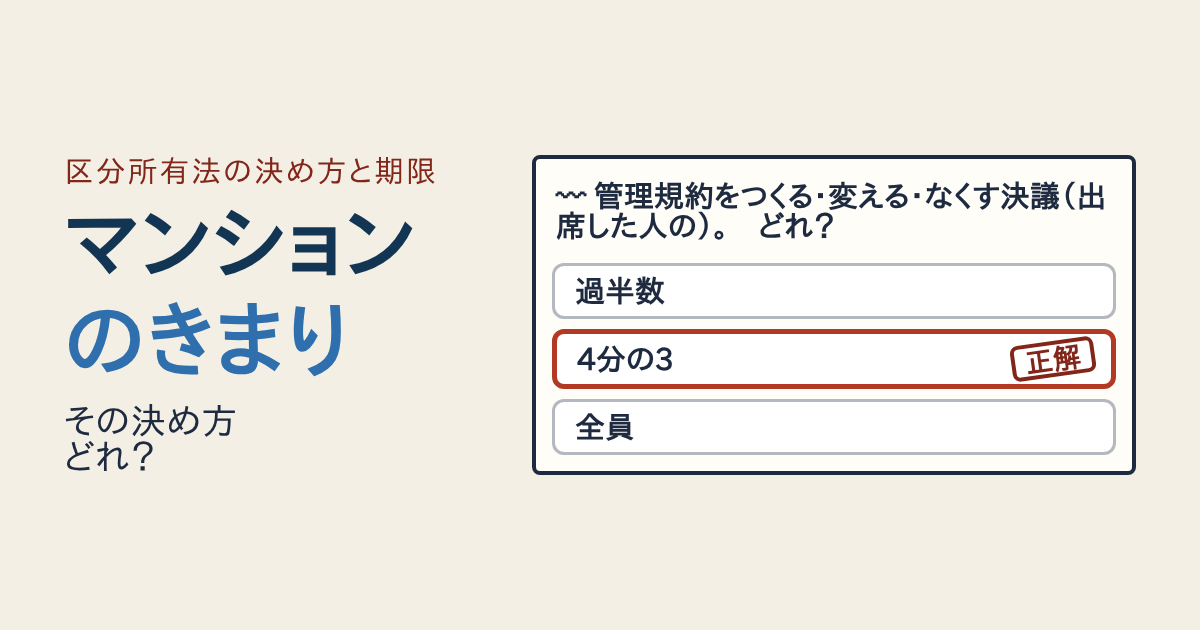 区分所有法の決め方と期限
マンション
のきまり
その決め方
どれ？
〰 管理規約をつくる・変える・なくす決議（出
席した人の）。　どれ？
過半数
4分の3
正解
全員